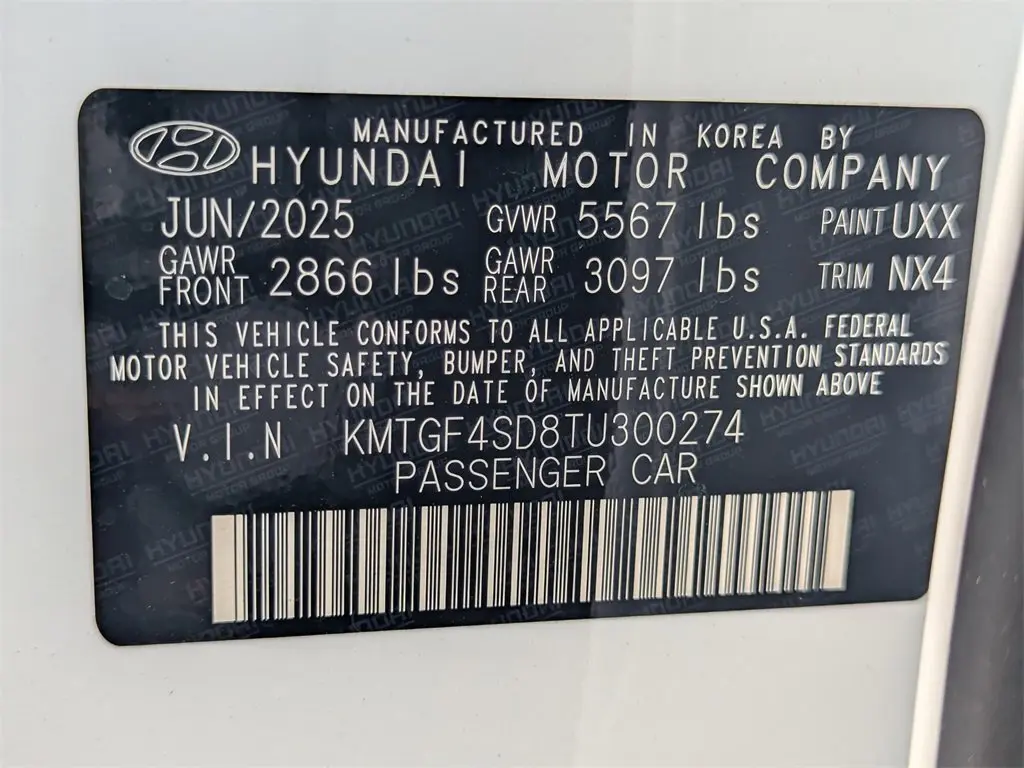 MANUFACTURED IN KOREA BY
HYUNDAI MOTOR COMPANY
JUN/2025 GVWR 5567 lbs PAINT UXX
GAWR FRONT 2866 lbs GAWR REAR 3097 lbs TRIM NX4
THIS VEHICLE CONFORMS TO ALL APPLICABLE U.S.A. FEDERAL
MOTOR VEHICLE SAFETY, BUMPER, AND THEFT PREVENTION STANDARDS
IN EFFECT ON THE DATE OF MANUFACTURE SHOWN ABOVE
V.I.N KMTGF4SD8TU300274
PASSENGER CAR